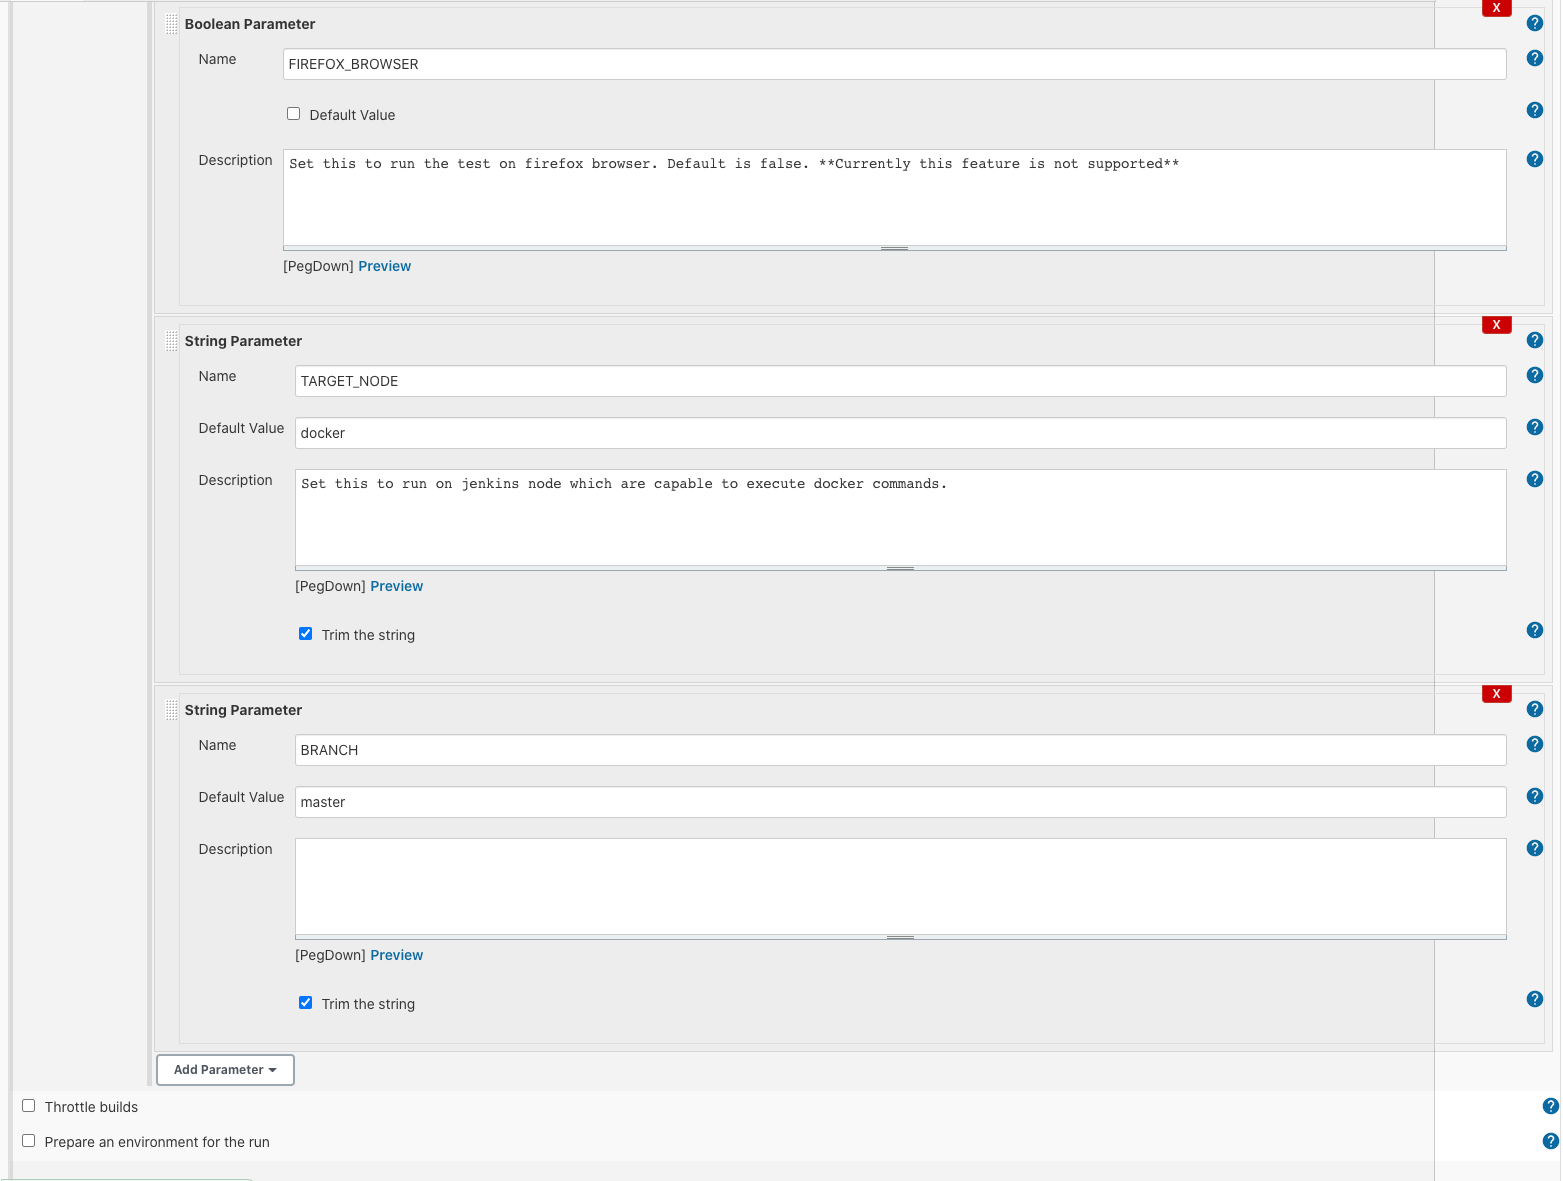 Boolean Parameter
X
?
Name
FIREFOX_BROWSER
?
Default Value
?
Description
Set this to run the test on firefox browser. Default is false. **Currently this feature is not supported**
?
[PegDown] Preview
String Parameter
X
?
Name
TARGET_NODE
?
Default Value
docker
?
Description
Set this to run on jenkins node which are capable to execute docker commands.
?
[PegDown] Preview
Trim the string
?
String Parameter
X
?
Name
BRANCH
?
Default Value
master
?
Description
?
[PegDown] Preview
Trim the string
?
Add Parameter
Throttle builds
?
Prepare an environment for the run
?